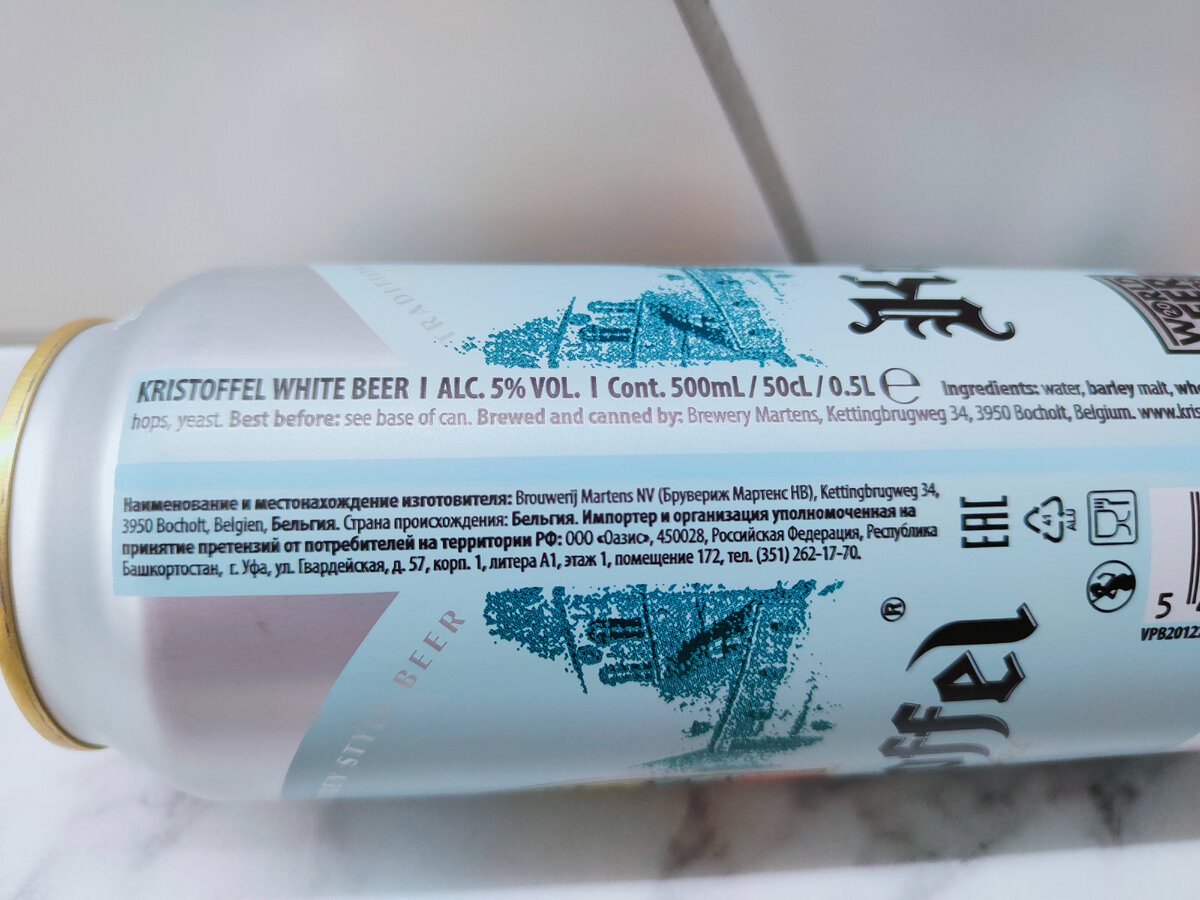 KRISTOFFEL WHITE BEER I ALC. 5% VOL. I Cont. 500mL / 50cL / 0.5L ℮ Ingredients: water, barley malt,
hops, yeast. Best before: see base of can. Brewed and canned by: Brewery Martens, Kettingbrugweg 34, 3950 Bocholt, Belgium.
Наименование и местонахождение изготовителя: Brouwerij Martens NV (Брувериж Мартенс НВ), Kettingbrugweg 34,
3950 Bocholt, Belgien, Бельгия. Страна происхождения: Бельгия. Импортер и организация уполномоченная на
принятие претензий от потребителей на территории РФ: ООО «Оазис», 450028, Российская Федерация, Республика
Башкортостан, г. Уфа, ул. Гвардейская, д. 57, корп. 1, литера А1, этаж 1, помещение 172, тел. (351) 262-17-70.
EAC
41
ALU
BEER
®
5